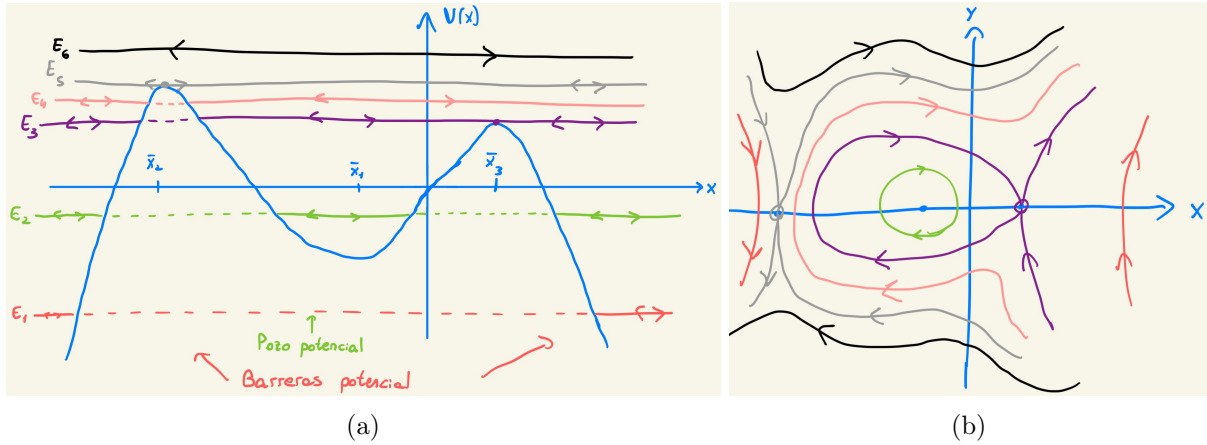 V(x)
E₆
E₅
E₄
E₃
x̄₂
x̄₁
x̄₃
x
E₂
E₁
Pozo potencial
Barreras potencial
(a)
Y
X
(b)